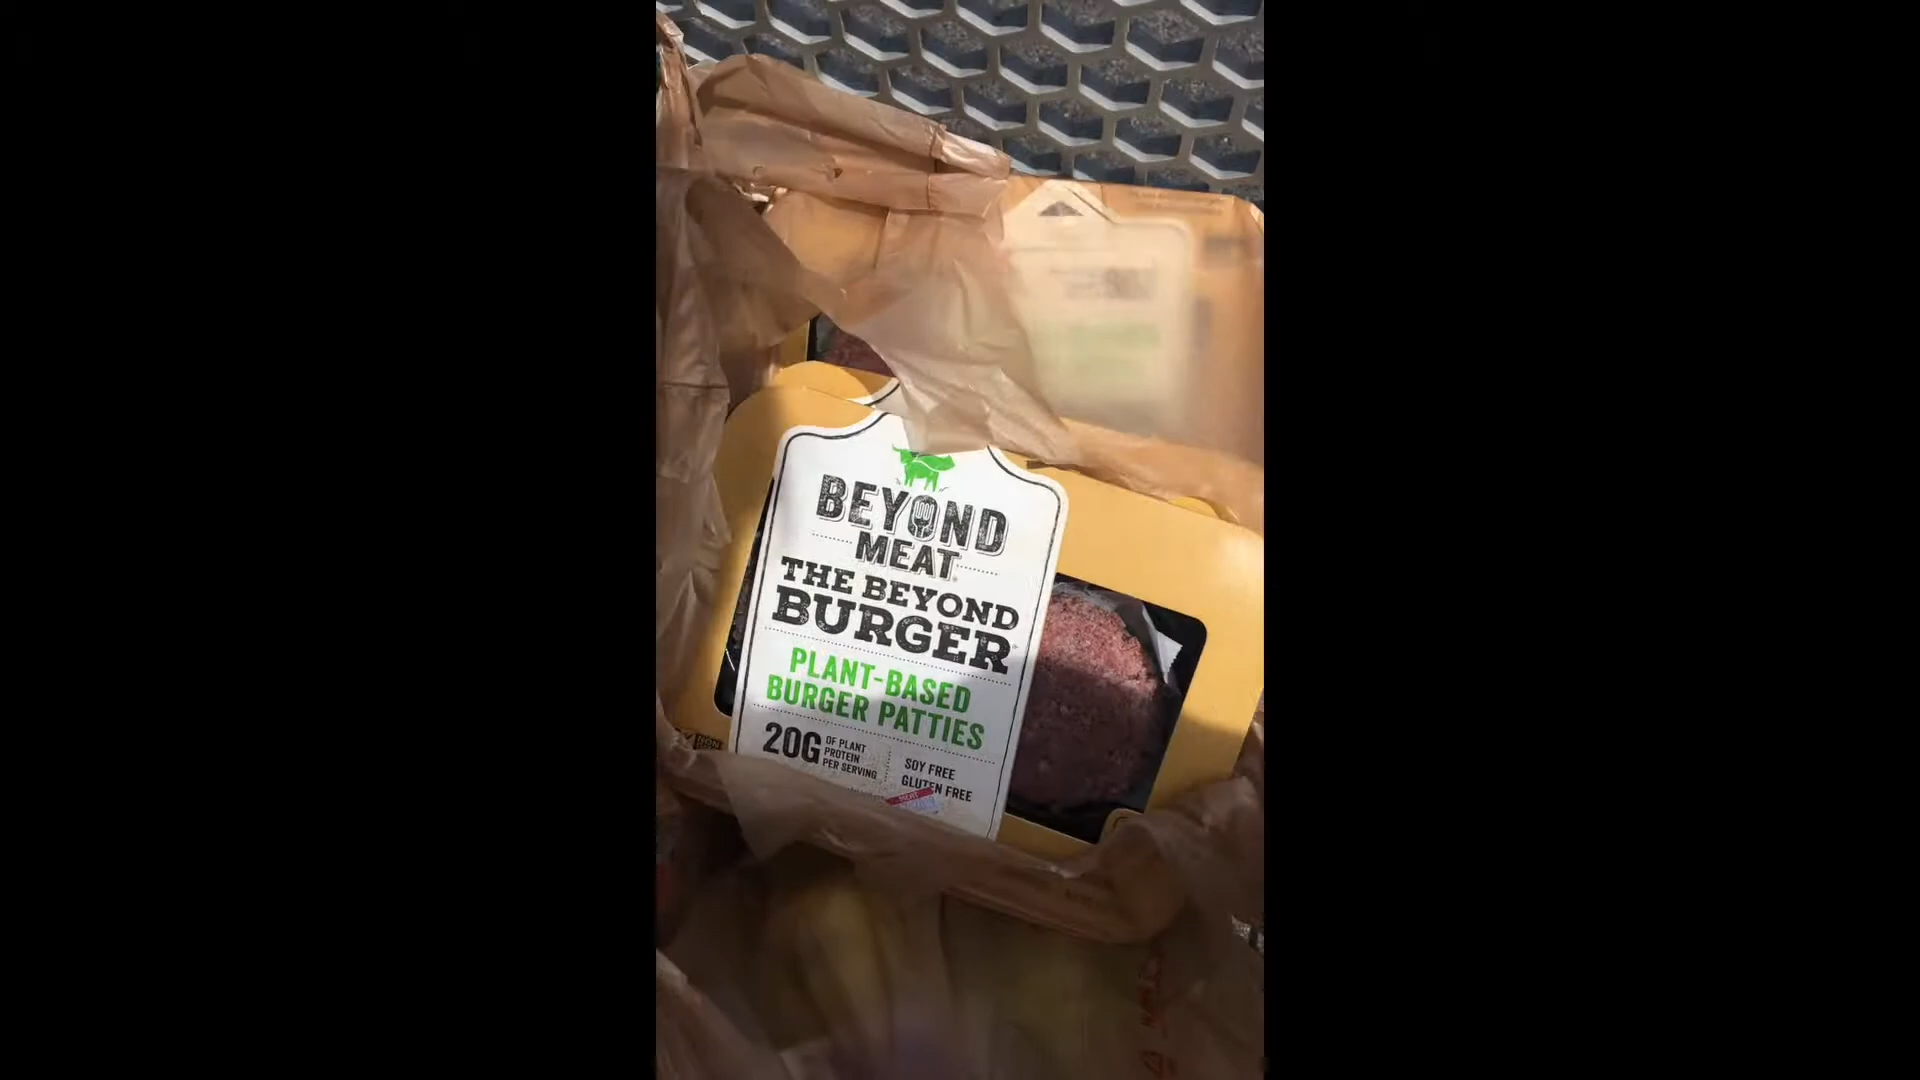 BEYOND
MEAT
THE BEYOND
BURGER
PLANT-BASED
BURGER PATTIES
20G
OF PLANT
PROTEIN
PER SERVING
SOY FREE
GLUTEN FREE
NON